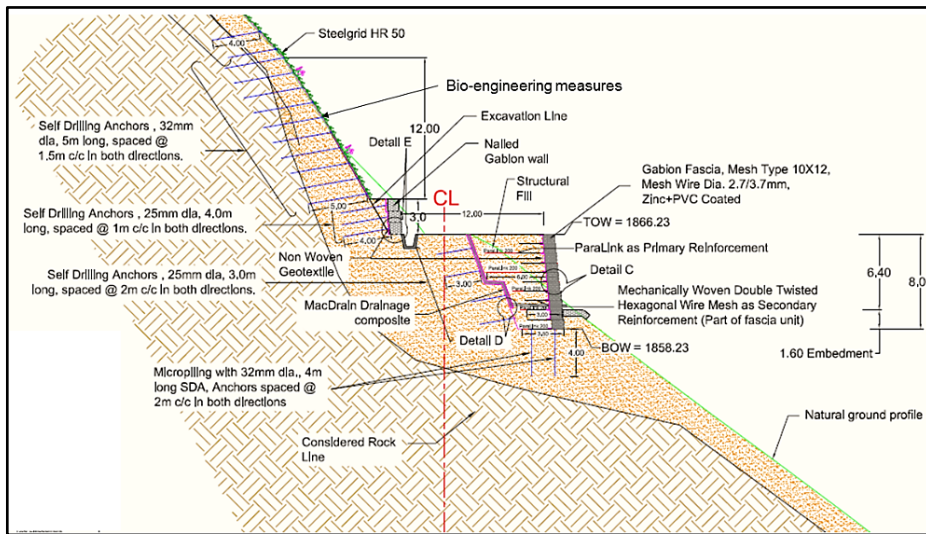 4.00
Steelgrid HR 50
Bio-engineering measures
12.00
Excavation Line
Detail E
Nailed
Gabion wall
Self Drilling Anchors , 32mm
dia, 5m long, spaced @
1.5m c/c in both directions.
Structural
Fill
Gabion Fascia, Mesh Type 10X12,
Mesh Wire Dia. 2.7/3.7mm,
Zinc+PVC Coated
CL
5.00
3.0
12.00
TOW = 1866.23
Self Drilling Anchors , 25mm dia, 4.0m
long, spaced @ 1m c/c in both directions.
4.00
Non Woven
Geotextile
ParaLink as Primary Reinforcement
Detail C
Self Drilling Anchors , 25mm dia, 3.0m
long, spaced @ 2m c/c in both directions.
3.00
6.40
8.0
MacDrain Drainage
composite
Mechanically Woven Double Twisted
Hexagonal Wire Mesh as Secondary
Reinforcement (Part of fascia unit)
Detail D
4.00
BOW = 1858.23
1.60 Embedment
Micropiling with 32mm dia,, 4m
long SDA, Anchors spaced @
2m c/c in both directions
Considered Rock
Line
Natural ground profile